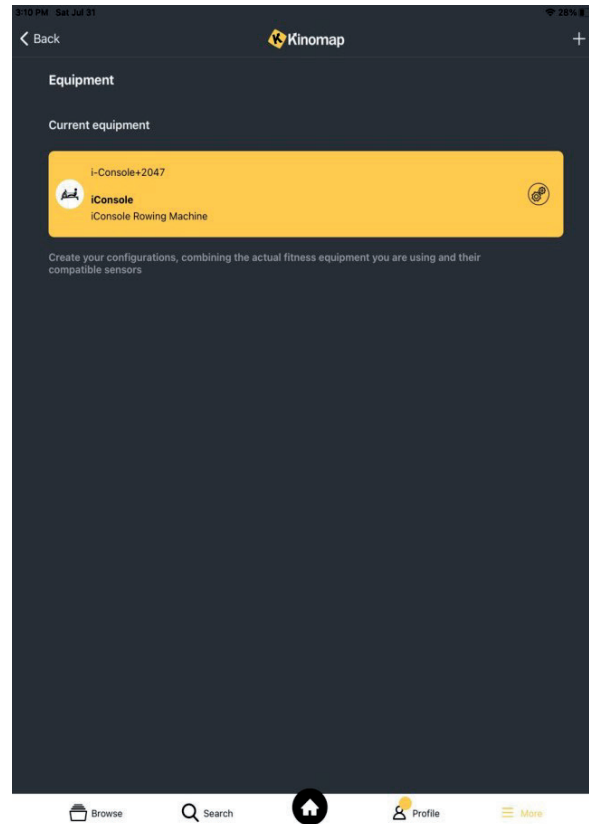 3:10 PM Sat Jul 31
28%
Back
Kinomap
Equipment
Current equipment
i-Console+2047
iConsole
iConsole Rowing Machine
Create your configurations, combining the actual fitness equipment you are using and their
compatible sensors
Browse
Search
Profile
More